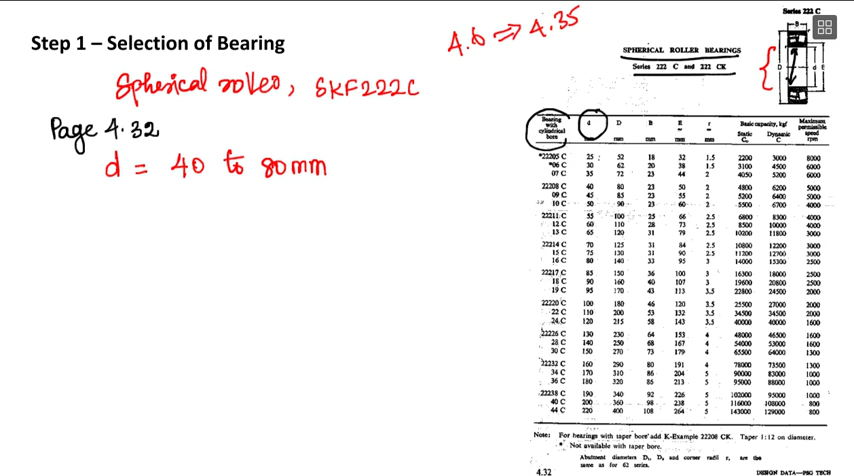 Series 222 C
4.6 ⇒ 4.35
Step 1 – Selection of Bearing
SPHERICAL ROLLER BEARINGS
Series 222 C and 222 CK
B
D d E
Spherical roller, SKF222C
Page 4.32
d = 40 to 80mm
Bearing with cylindrical bore d D B E r Basic capacity, kgf Maximum permissible speed
Static Dynamic
mm mm mm mm mm C₀ C rpm
*22205 C 25 52 18 32 1.5 2200 3000 8000
*06 C 30 62 20 38 1.5 3100 4500 6000
07 C 35 72 23 44 2 4050 5200 6000
22208 C 40 80 23 50 2 4800 6200 5000
09 C 45 85 23 55 2 5200 6400 5000
10 C 50 90 23 60 2 5500 6700 4000
22211 C 55 100 25 66 2.5 6800 8300 4000
12 C 60 110 28 73 2.5 8500 10000 4000
13 C 65 120 31 79 2.5 10200 11800 3000
22214 C 70 125 31 84 2.5 10800 12200 3000
15 C 75 130 31 90 2.5 11200 12700 3000
16 C 80 140 33 95 3 14000 15300 2500
22217 C 85 150 36 100 3 16300 18000 2500
18 C 90 160 40 107 3 19600 20800 2500
19 C 95 170 43 113 3.5 22800 24500 2000
22220 C 100 180 46 120 3.5 25500 27000 2000
22 C 110 200 53 132 3.5 34500 34500 2000
24 C 120 215 58 143 3.5 40000 40000 1600
22226 C 130 230 64 153 4 48000 46500 1600
28 C 140 250 68 167 4 54000 53000 1600
30 C 150 270 73 179 4 65500 64000 1300
22232 C 160 290 80 191 4 78000 73500 1300
34 C 170 310 86 204 5 90000 83000 1000
36 C 180 320 86 213 5 95000 88000 1000
22238 C 190 340 92 226 5 102000 95000 1000
40 C 200 360 98 238 5 116000 108000 800
44 C 220 400 108 264 5 143000 129000 800
Note: For bearings with taper bore add K-Example 22208 CK. Taper 1:12 on diameter.
* Not available with taper bore.
Abutment diameters D₁, D₂ and corner radii r₁ are the
same as for 62 series.
4.32 DESIGN DATA—PSG TECH